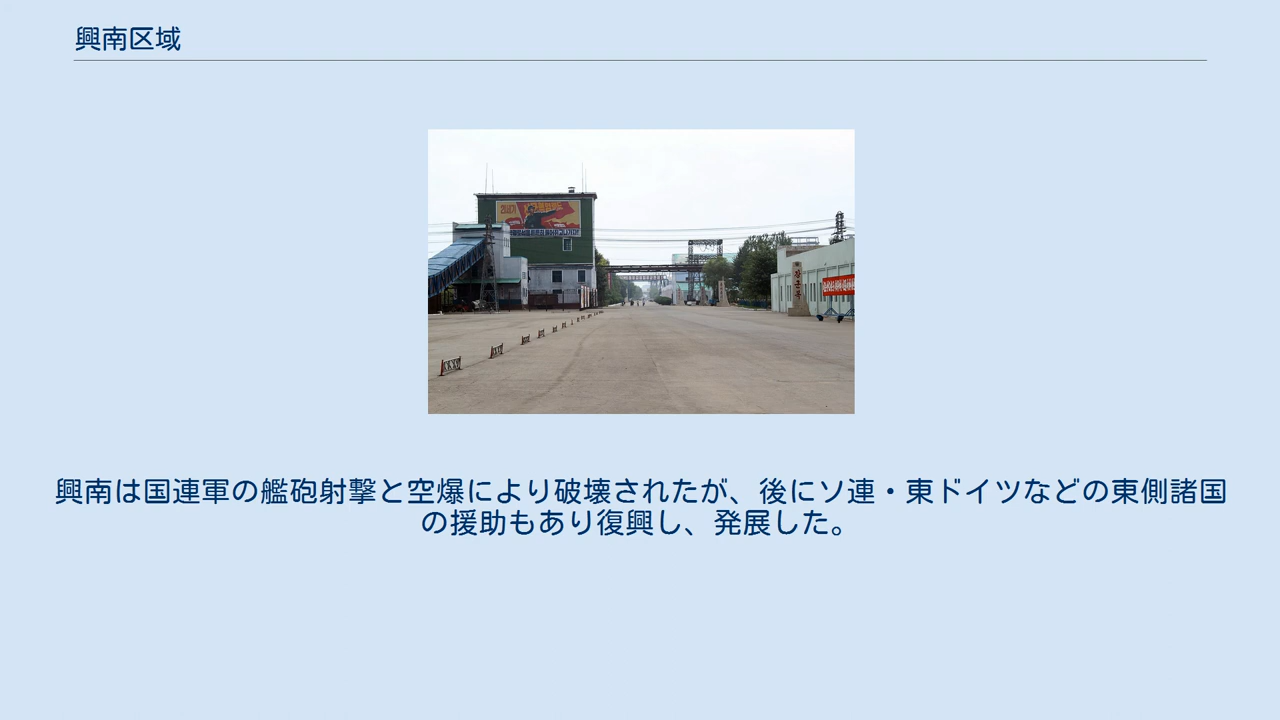 興南区域
興南は国連軍の艦砲射撃と空爆により破壊されたが、後にソ連・東ドイツなどの東側諸国
の援助もあり復興し、発展した。